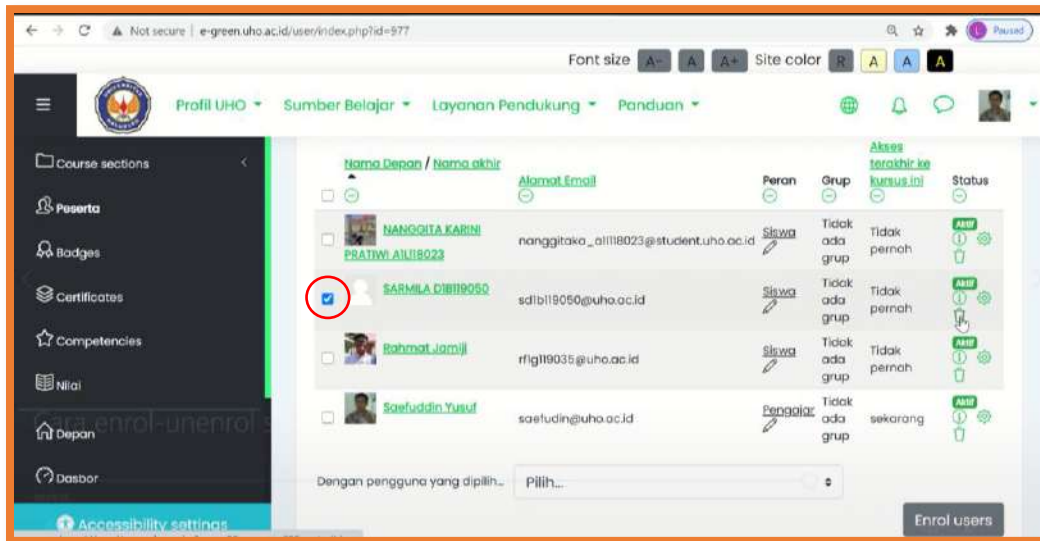 Not secure | e-green.uho.ac.id/user/index.php?id=977
Paused
Font size A- A A+ Site color R A A A
Profil UHO Sumber Belajar Layanan Pendukung Panduan
Course sections
Peserta
Badges
Certificates
Competencies
Nilai
Depan
Dasbor
Accessibility settings
Cara enrol-unenrol s
Nama Depan / Nama akhir
Alamat Email
Peran
Grup
Akses terakhir ke kursus ini
Status
NANGGITA KARINI PRATIWI A1L118023
nanggitaka_a1l118023@student.uho.ac.id
Siswa
Tidak ada grup
Tidak pernah
Aktif
SARMILA D1B119050
sd1b119050@uho.ac.id
Siswa
Tidak ada grup
Tidak pernah
Aktif
Rahmat Jamiji
rf1g119035@uho.ac.id
Siswa
Tidak ada grup
Tidak pernah
Aktif
Saefuddin Yusuf
saefudin@uho.ac.id
Pengajar
Tidak ada grup
sekarang
Aktif
Dengan pengguna yang dipilih... Pilih...
Enrol users